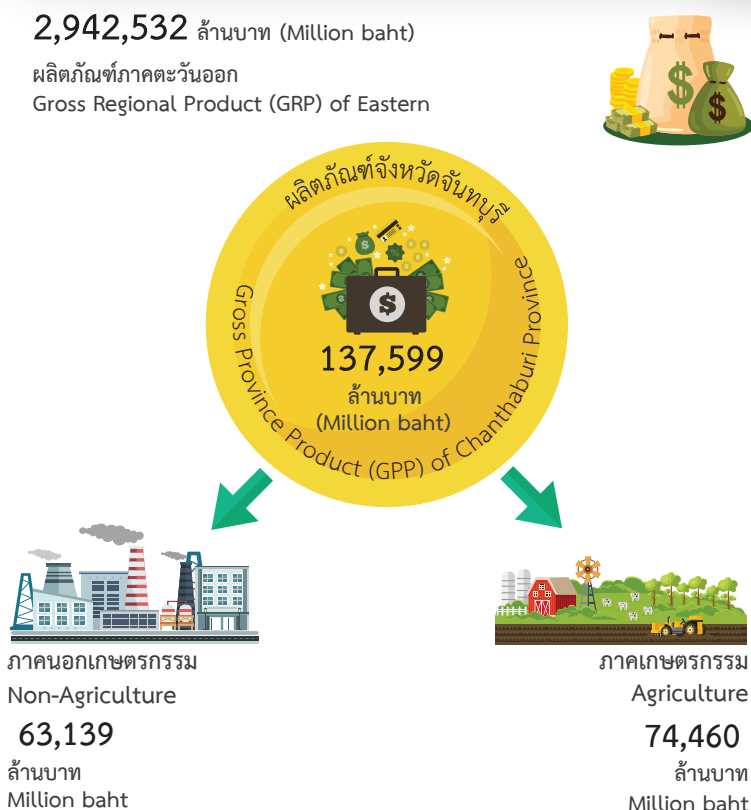 2,942,532 ล้านบาท (Million baht)
ผลิตภัณฑ์ภาคตะวันออก
Gross Regional Product (GRP) of Eastern
$
$
ผลิตภัณฑ์จังหวัดจันทบุรี
$
$
137,599
ล้านบาท
(Million baht)
Gross Province Product (GPP) of Chanthaburi Province
ภาคนอกเกษตรกรรม
Non-Agriculture
63,139
ล้านบาท
Million baht
ภาคเกษตรกรรม
Agriculture
74,460
ล้านบาท
Million baht